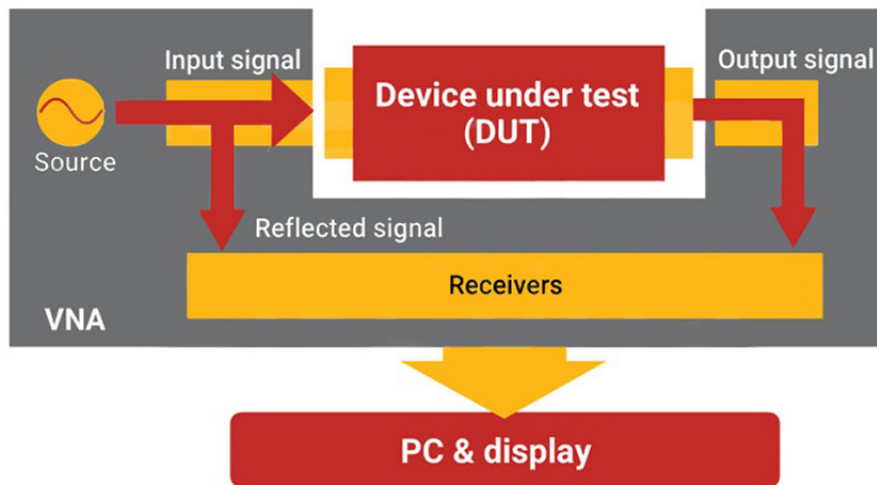 Input signal
Output signal
Device under test
(DUT)
Source
Reflected signal
Receivers
VNA
PC & display